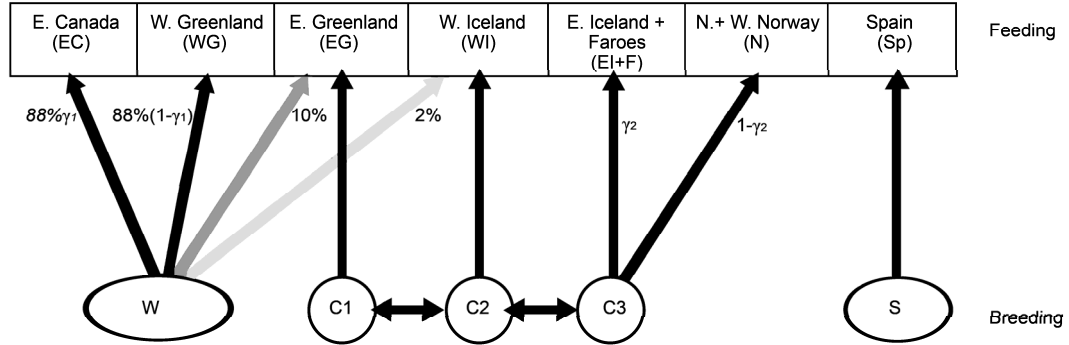 E. Canada
(EC)
W. Greenland
(WG)
E. Greenland
(EG)
W. Iceland
(WI)
E. Iceland +
Faroes
(EI+F)
N.+ W. Norway
(N)
Spain
(Sp)
Feeding
88%γ1
88%(1-γ1)
10%
2%
γ2
1-γ2
W
C1
C2
C3
S
Breeding